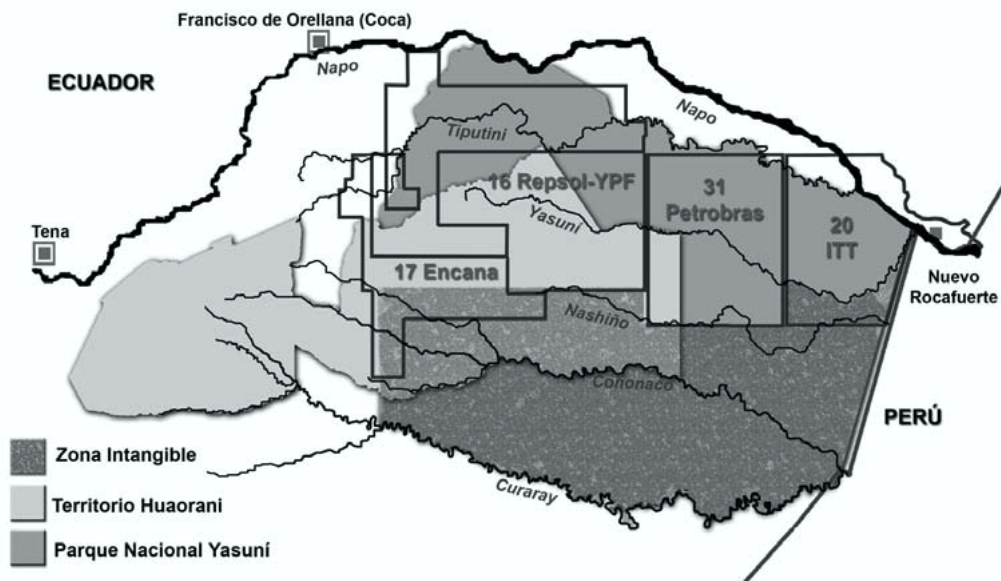 Francisco de Orellana (Coca)
Napo
ECUADOR
Napo
Tiputini
16 Repsol-YPF
31
Petrobras
Yasuní
20
ITT
Tena
17 Encana
Nuevo
Rocafuerte
Nashiño
Cononaco
PERÚ
Zona Intangible
Curaray
Territorio Huaorani
Parque Nacional Yasuní